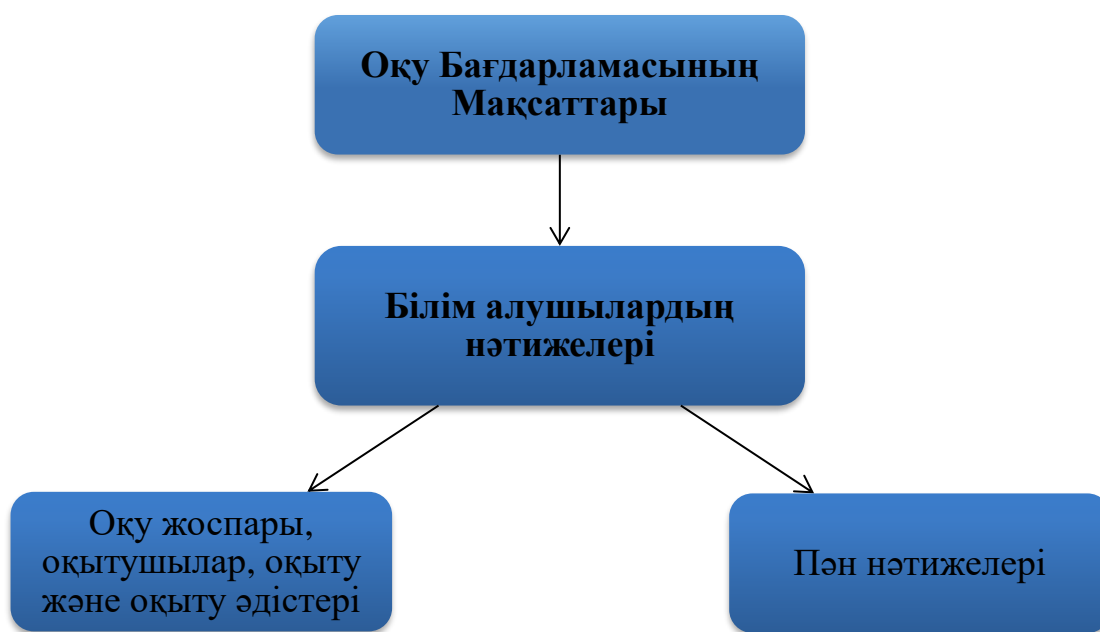 Оқу Бағдарламасының
Мақсаттары
Білім алушылардың
нәтижелері
Оқу жоспары,
оқытушылар, оқыту
және оқыту әдістері
Пән нәтижелері